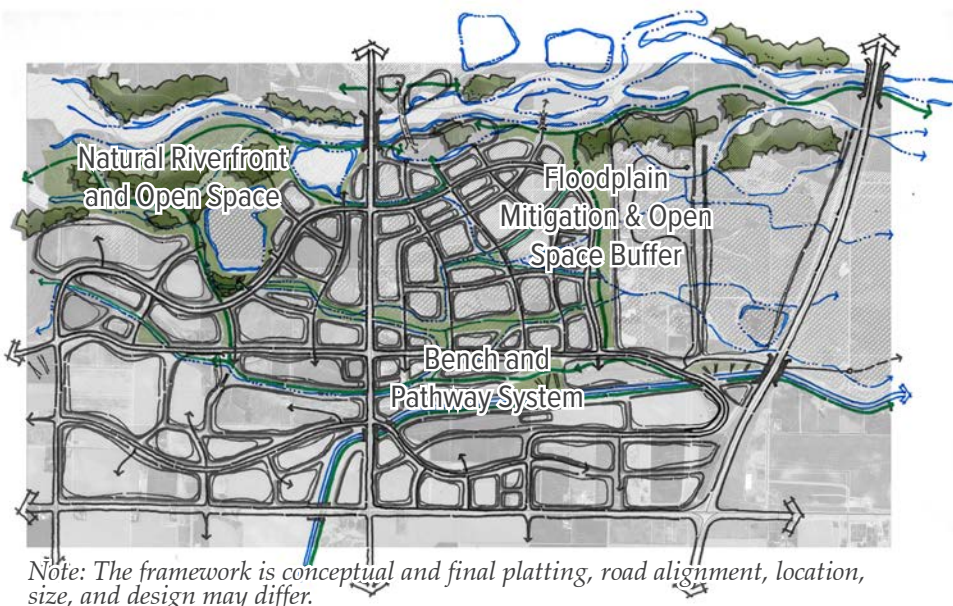 Natural Riverfront
and Open Space
Floodplain
Mitigation & Open
Space Buffer
Bench and
Pathway System
Note: The framework is conceptual and final platting, road alignment, location,
size, and design may differ.